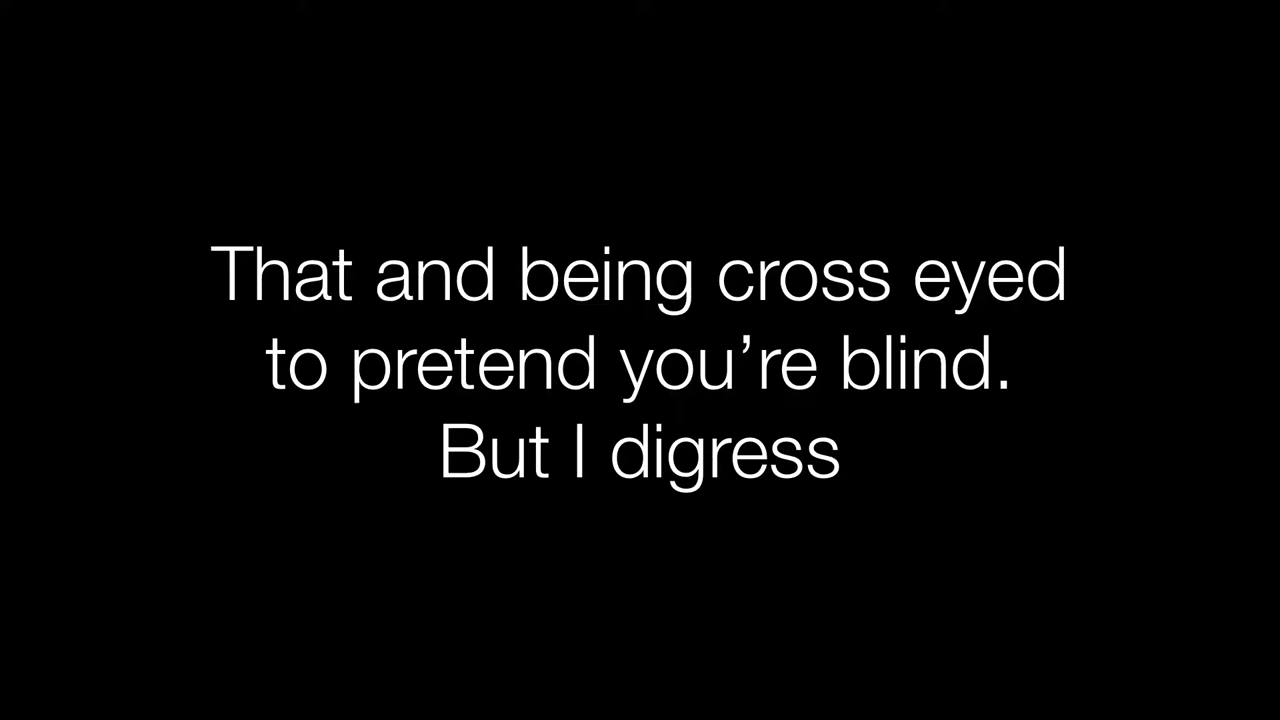 That and being cross eyed
to pretend you’re blind.
But I digress